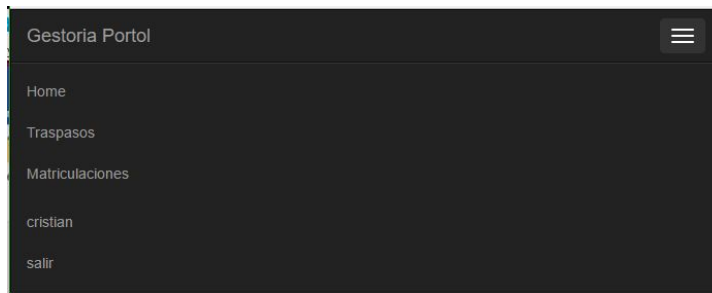 Gestoria Portol
Home
Traspasos
Matriculaciones
cristian
salir